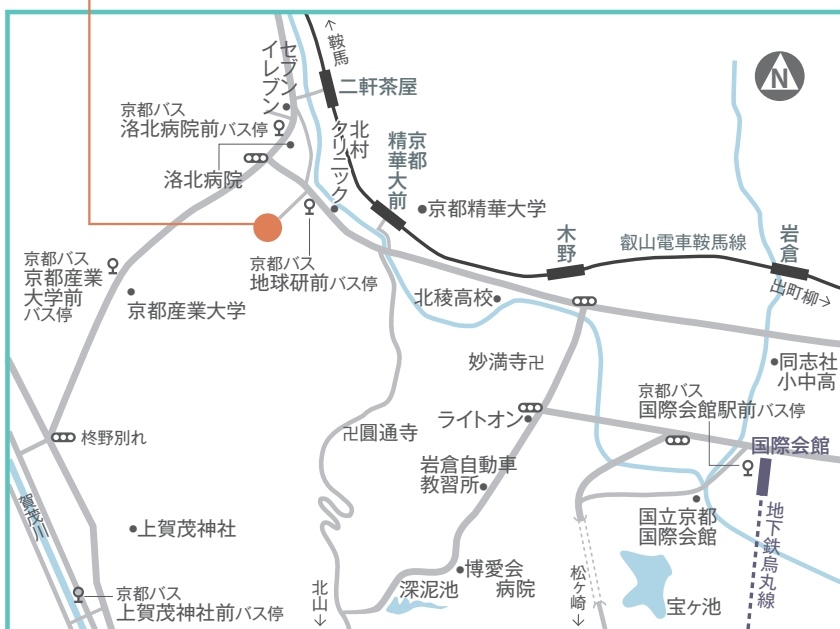 ↑鞍馬
N
セブン
イレブン
二軒茶屋
京都バス
洛北病院前バス停
北村
クリニック
京都
精華大前
洛北病院
京都精華大学
木野
叡山電車鞍馬線
岩倉
出町柳→
京都バス
京都産業
大学前
バス停
京都バス
地球研前バス停
京都産業大学
北稜高校
妙満寺卍
同志社
小中高
京都バス
国際会館駅前バス停
ライトオン
卍圓通寺
柊野別れ
国際会館
岩倉自動車
教習所
賀茂川
上賀茂神社
国立京都
国際会館
地下鉄烏丸線
京都バス
上賀茂神社前バス停
北山↓
深泥池
博愛会
病院
松ヶ崎↓
宝ヶ池